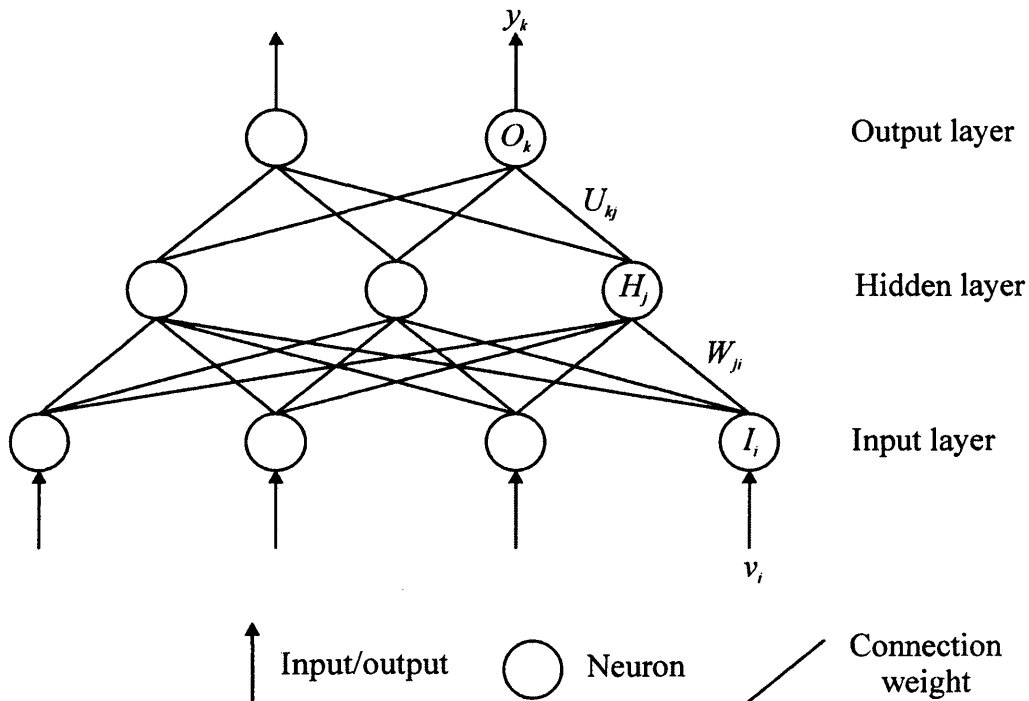 y_k
O_k
Output layer
U_kj
H_j
Hidden layer
W_ji
I_i
Input layer
v_i
Input/output
Neuron
Connection
weight